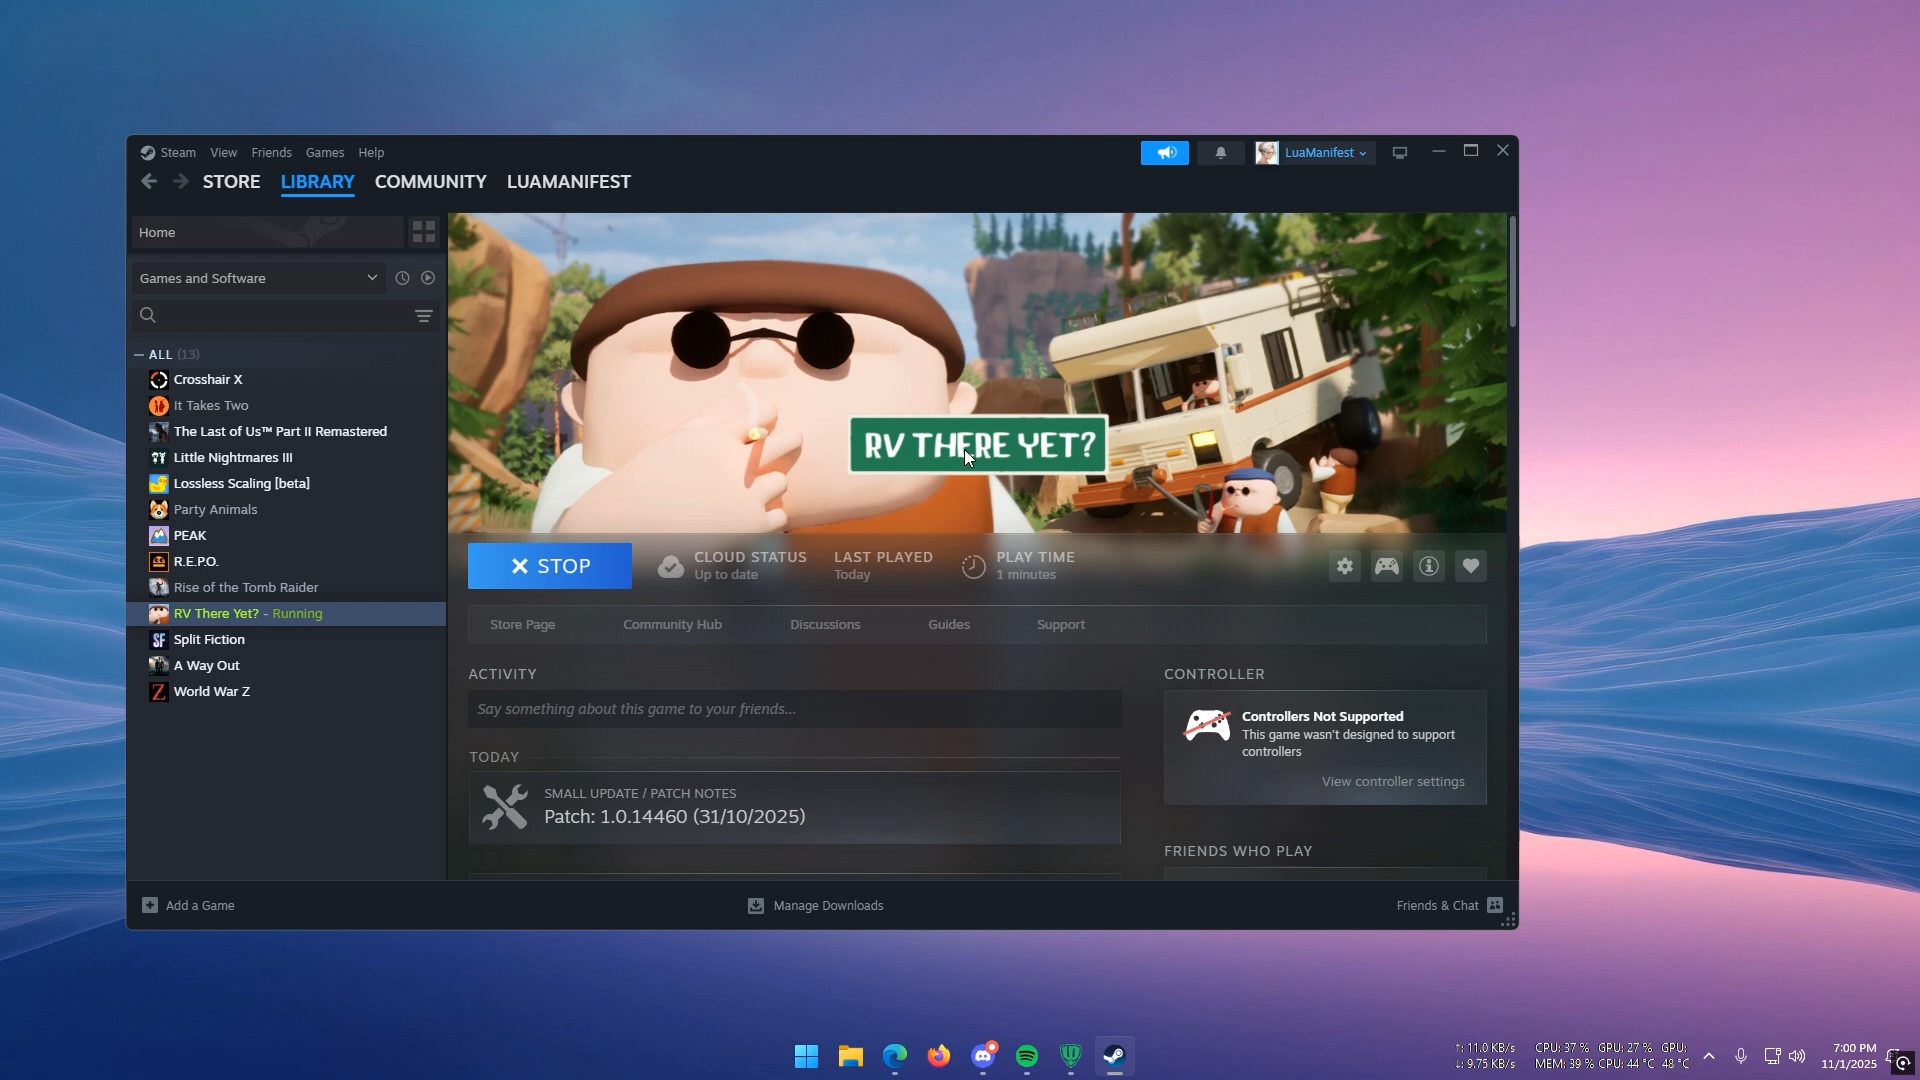 Steam View Friends Games Help
LuaManifest
STORE LIBRARY COMMUNITY LUAMANIFEST
Home
Games and Software
ALL (13)
Crosshair X
It Takes Two
The Last of Us™ Part II Remastered
Little Nightmares III
Lossless Scaling [beta]
Party Animals
PEAK
R.E.P.O.
Rise of the Tomb Raider
RV There Yet? - Running
SF Split Fiction
A Way Out
Z World War Z
RV THERE YET?
STOP
CLOUD STATUS
Up to date
LAST PLAYED
Today
PLAY TIME
1 minutes
Store Page Community Hub Discussions Guides Support
ACTIVITY
Say something about this game to your friends...
TODAY
SMALL UPDATE / PATCH NOTES
Patch: 1.0.14460 (31/10/2025)
CONTROLLER
Controllers Not Supported
This game wasn't designed to support
controllers
View controller settings
FRIENDS WHO PLAY
Add a Game
Manage Downloads
Friends & Chat
↑: 11.0 KB/s CPU: 37 % GPU: 27 % GPU:
↓: 9.75 KB/s MEM: 39 % CPU: 44 °C 48 °C
7:00 PM
11/1/2025